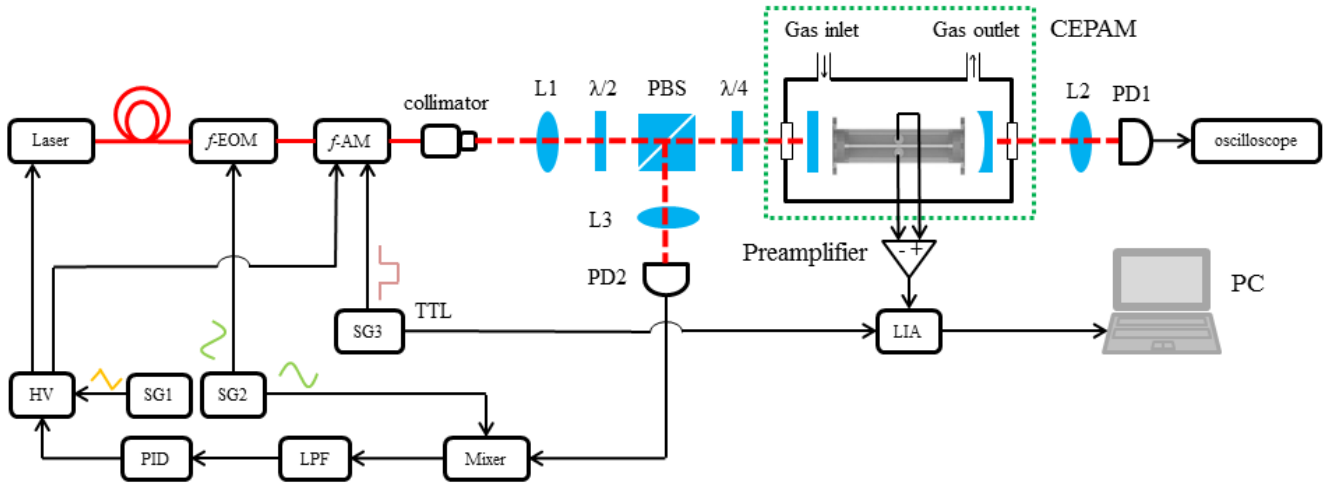 Gas inlet
Gas outlet
CEPAM
L1
λ/2
PBS
λ/4
L2
PD1
collimator
Laser
f-EOM
f-AM
oscilloscope
L3
Preamplifier
- +
PD2
PC
TTL
SG3
LIA
HV
SG1
SG2
PID
LPF
Mixer